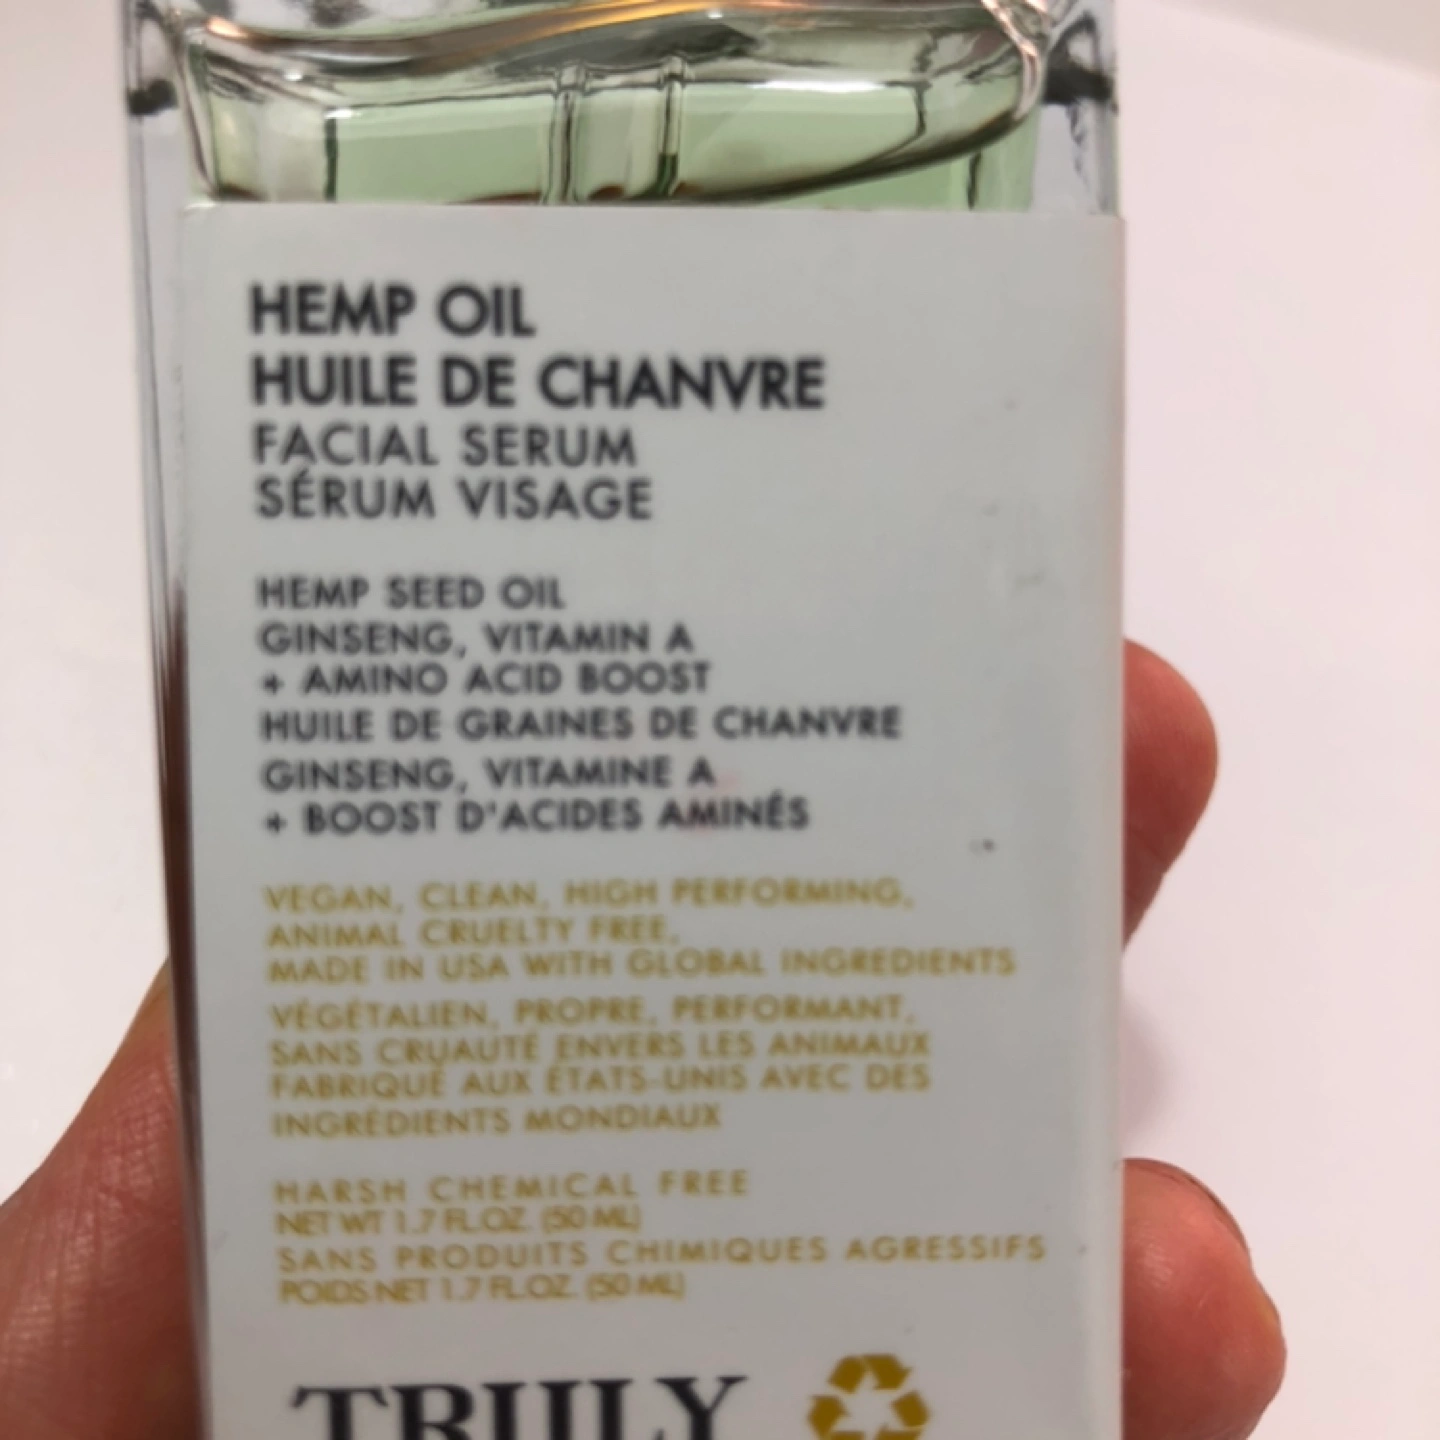 HEMP OIL
HUILE DE CHANVRE
FACIAL SERUM
SÉRUM VISAGE
HEMP SEED OIL
GINSENG, VITAMIN A
+ AMINO ACID BOOST
HUILE DE GRAINES DE CHANVRE
GINSENG, VITAMINE A
+ BOOST D'ACIDES AMINÉS
VEGAN, CLEAN, HIGH PERFORMING,
ANIMAL CRUELTY FREE,
MADE IN USA WITH GLOBAL INGREDIENTS
VÉGÉTALIEN, PROPRE, PERFORMANT,
SANS CRUAUTÉ ENVERS LES ANIMAUX
FABRIQUÉ AUX ÉTATS-UNIS AVEC DES
INGRÉDIENTS MONDIAUX
HARSH CHEMICAL FREE
NET WT 1.7 FL.OZ. (50 ML)
SANS PRODUITS CHIMIQUES AGRESSIFS
POIDS NET 1.7 FL.OZ. (50 ML)
TRULY